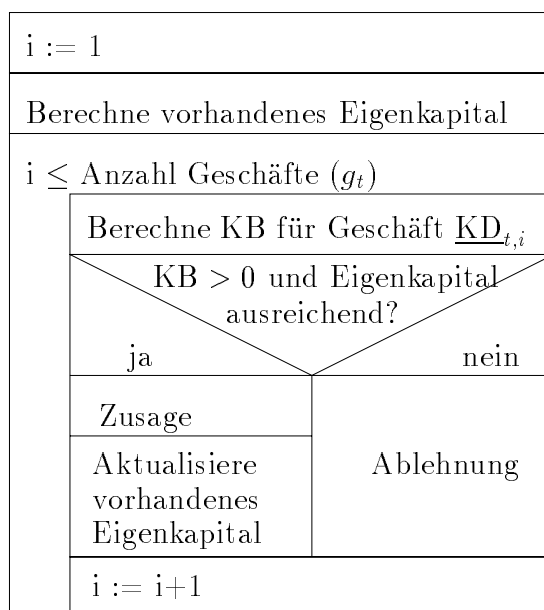 i := 1
Berechne vorhandenes Eigenkapital
i ≤ Anzahl Geschäfte (g_t)
Berechne KB für Geschäft KD_{t,i}
KB > 0 und Eigenkapital
ausreichend?
ja
nein
Zusage
Aktualisiere
vorhandenes
Eigenkapital
Ablehnung
i := i+1